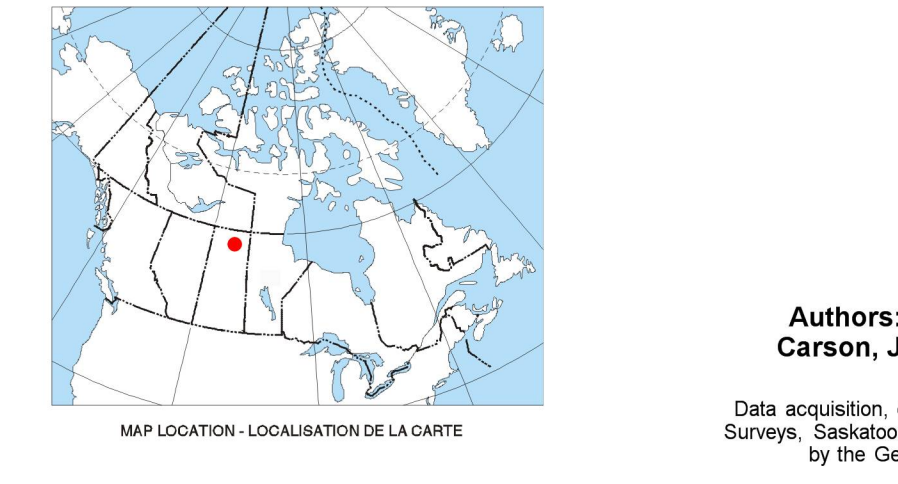 MAP LOCATION - LOCALISATION DE LA CARTE
Authors:
Carson, J
Data acquisition,
Surveys, Saskatoo
by the Ge